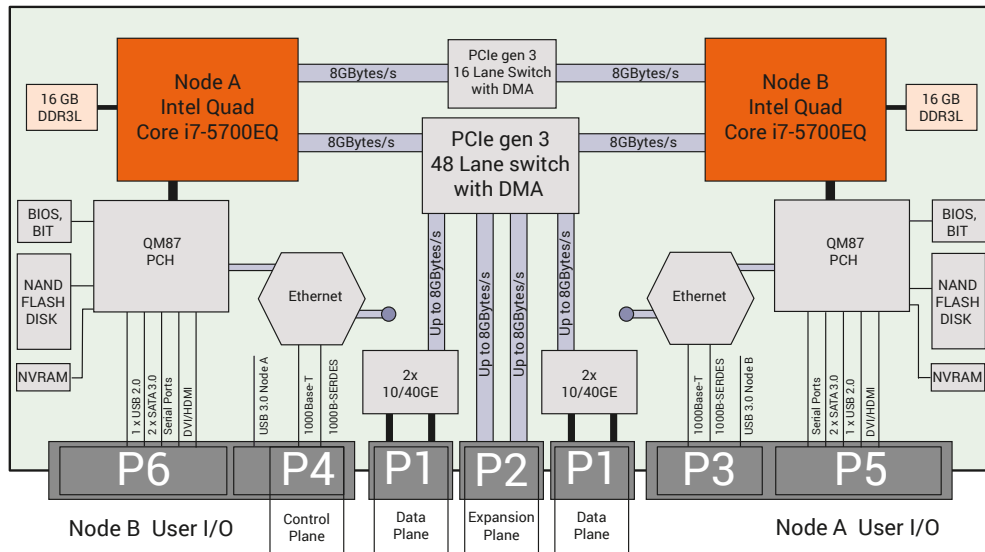 Node A
Intel Quad
Core i7-5700EQ
16 GB
DDR3L
8GBytes/s
PCIe gen 3
16 Lane Switch
with DMA
8GBytes/s
Node B
Intel Quad
Core i7-5700EQ
16 GB
DDR3L
8GBytes/s
PCIe gen 3
48 Lane switch
with DMA
8GBytes/s
BIOS,
BIT
QM87
PCH
NAND
FLASH
DISK
NVRAM
Ethernet
Up to 8GBytes/s
Up to 8GBytes/s
Up to 8GBytes/s
Up to 8GBytes/s
Ethernet
QM87
PCH
BIOS,
BIT
NAND
FLASH
DISK
NVRAM
2x
10/40GE
2x
10/40GE
1 x USB 2.0
2 x SATA 3.0
Serial Ports
DVI/HDMI
USB 3.0 Node A
1000Base-T
1000B-SERDES
1000Base-T
1000B-SERDES
USB 3.0 Node B
Serial Ports
2 x SATA 3.0
1 x USB 2.0
DVI/HDMI
P6
P4
P1
P2
P1
P3
P5
Node B User I/O
Control
Plane
Data
Plane
Expansion
Plane
Data
Plane
Node A User I/O